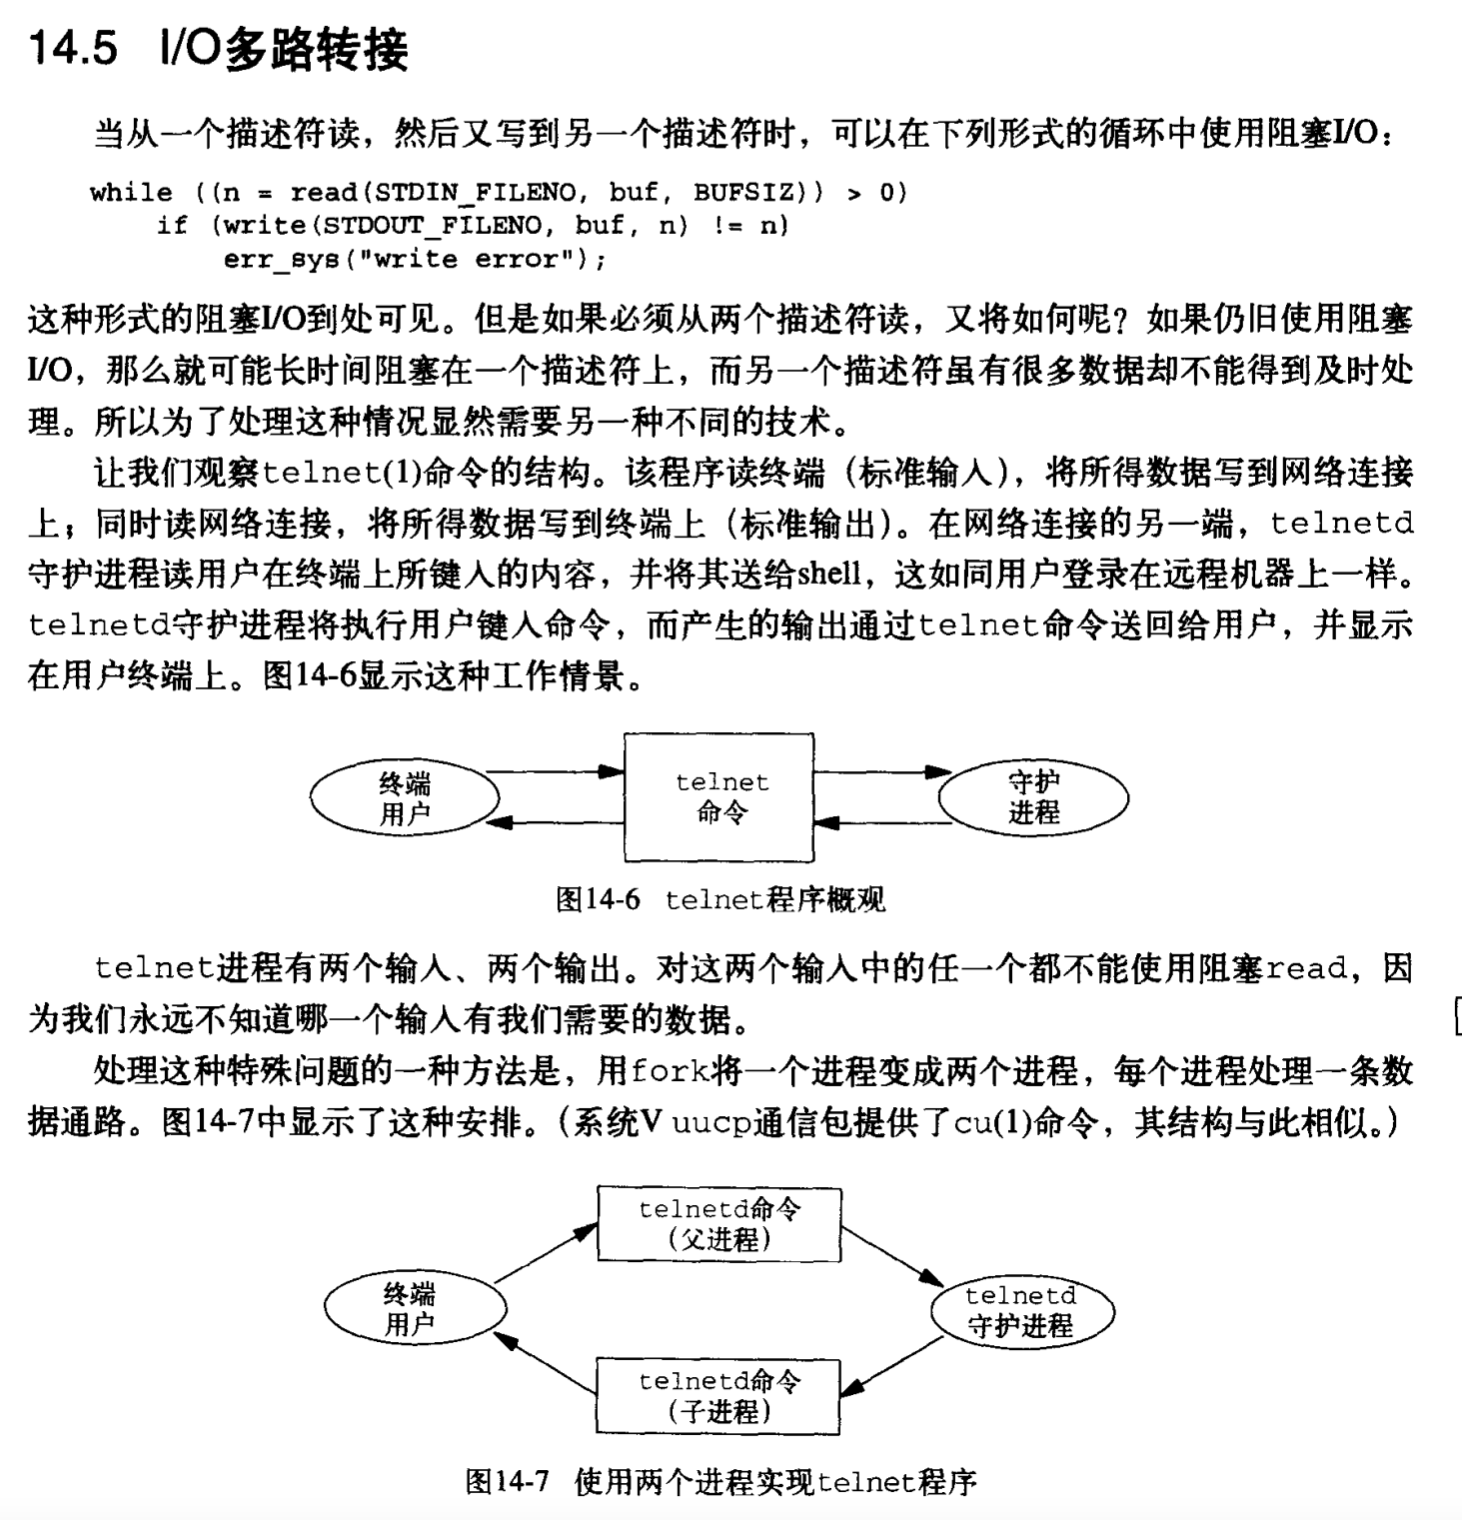 14.5 I/O多路转接
当从一个描述符读，然后又写到另一个描述符时，可以在下列形式的循环中使用阻塞I/O：
while ((n = read(STDIN_FILENO, buf, BUFSIZ)) > 0)
if (write(STDOUT_FILENO, buf, n) != n)
err_sys("write error");
这种形式的阻塞I/O到处可见。但是如果必须从两个描述符读，又将如何呢？如果仍旧使用阻塞
I/O，那么就可能长时间阻塞在一个描述符上，而另一个描述符虽有很多数据却不能得到及时处
理。所以为了处理这种情况显然需要另一种不同的技术。
让我们观察telnet(1)命令的结构。该程序读终端（标准输入），将所得数据写到网络连接
上；同时读网络连接，将所得数据写到终端上（标准输出）。在网络连接的另一端，telnetd
守护进程读用户在终端上所键入的内容，并将其送给shell，这如同用户登录在远程机器上一样。
telnetd守护进程将执行用户键入命令，而产生的输出通过telnet命令送回给用户，并显示
在用户终端上。图14-6显示这种工作情景。
终端
用户
telnet
命令
守护
进程
图14-6 telnet程序概观
telnet进程有两个输入、两个输出。对这两个输入中的任一个都不能使用阻塞read，因
为我们永远不知道哪一个输入有我们需要的数据。
处理这种特殊问题的一种方法是，用fork将一个进程变成两个进程，每个进程处理一条数
据通路。图14-7中显示了这种安排。（系统V uucp通信包提供了cu(1)命令，其结构与此相似。）
telnetd命令
（父进程）
终端
用户
telnetd
守护进程
telnetd命令
（子进程）
图14-7 使用两个进程实现telnet程序